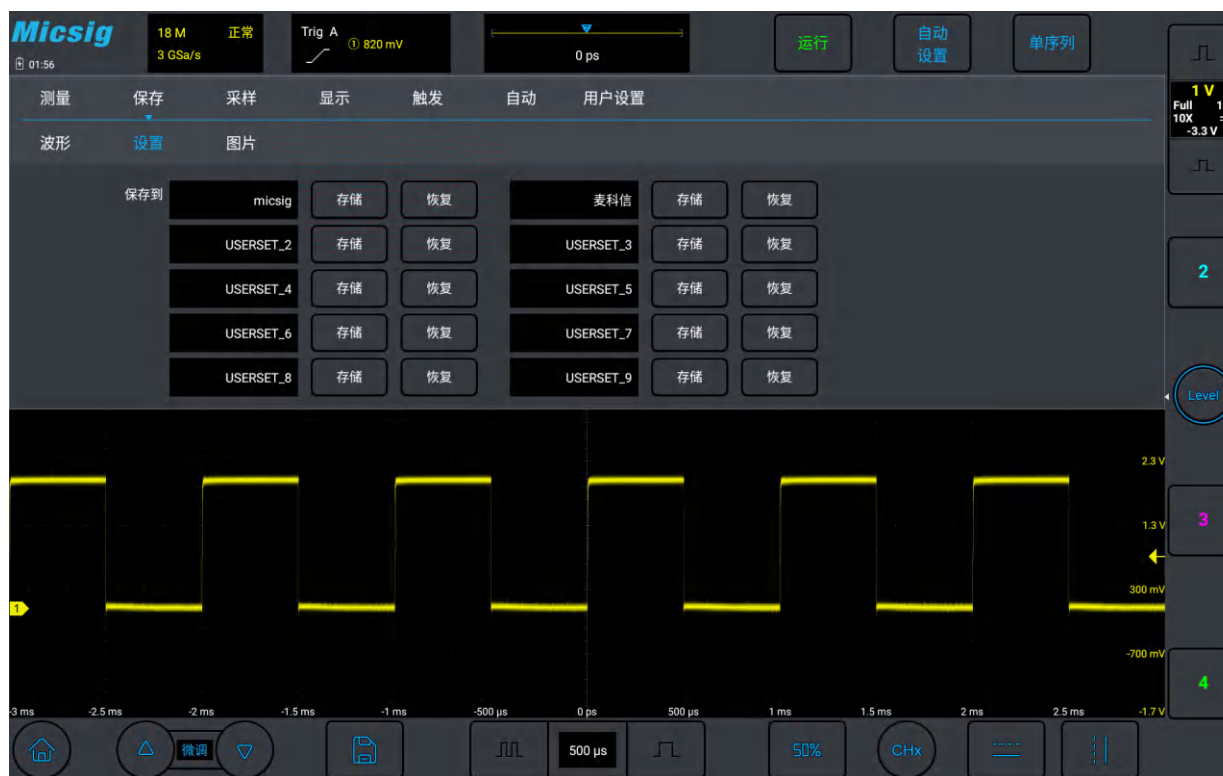 Micsig
18 M 正常
3 GSa/s
Trig A
① 820 mV
0 ps
运行
自动
设置
单序列
01:56
测量 保存 采样 显示 触发 自动 用户设置
波形 设置 图片
1 V
Full 1
10X
-3.3 V
保存到 micsig 存储 恢复 麦科信 存储 恢复
USERSET_2 存储 恢复 USERSET_3 存储 恢复
USERSET_4 存储 恢复 USERSET_5 存储 恢复
USERSET_6 存储 恢复 USERSET_7 存储 恢复
USERSET_8 存储 恢复 USERSET_9 存储 恢复
2
Level
2.3 V
1.3 V
3
300 mV
1
-700 mV
4
-1.7 V
-3 ms -2.5 ms -2 ms -1.5 ms -1 ms -500 μs 0 ps 500 μs 1 ms 1.5 ms 2 ms 2.5 ms
微调 500 μs 50% CHx